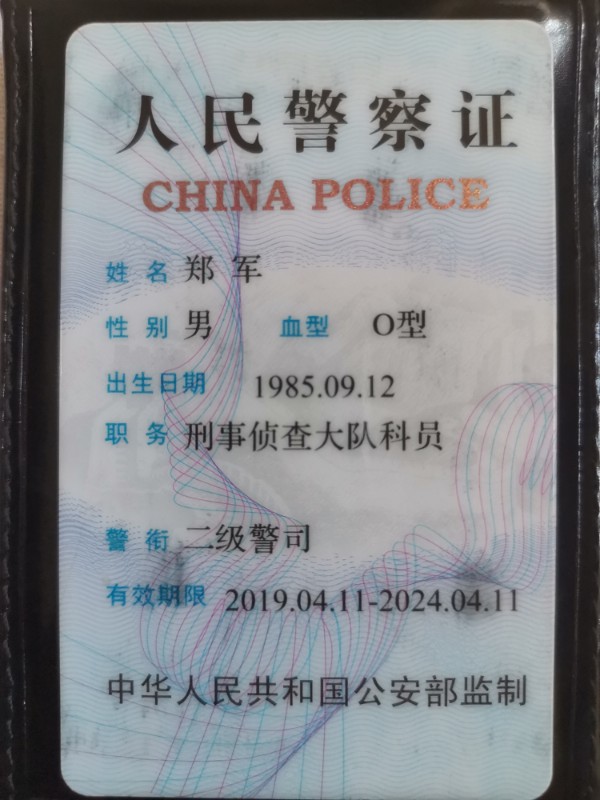 人民警察证
CHINA POLICE
姓名 郑军
性别 男 血型 O型
出生日期 1985.09.12
职务 刑事侦查大队科员
警衔 二级警司
有效期限 2019.04.11-2024.04.11
中华人民共和国公安部监制